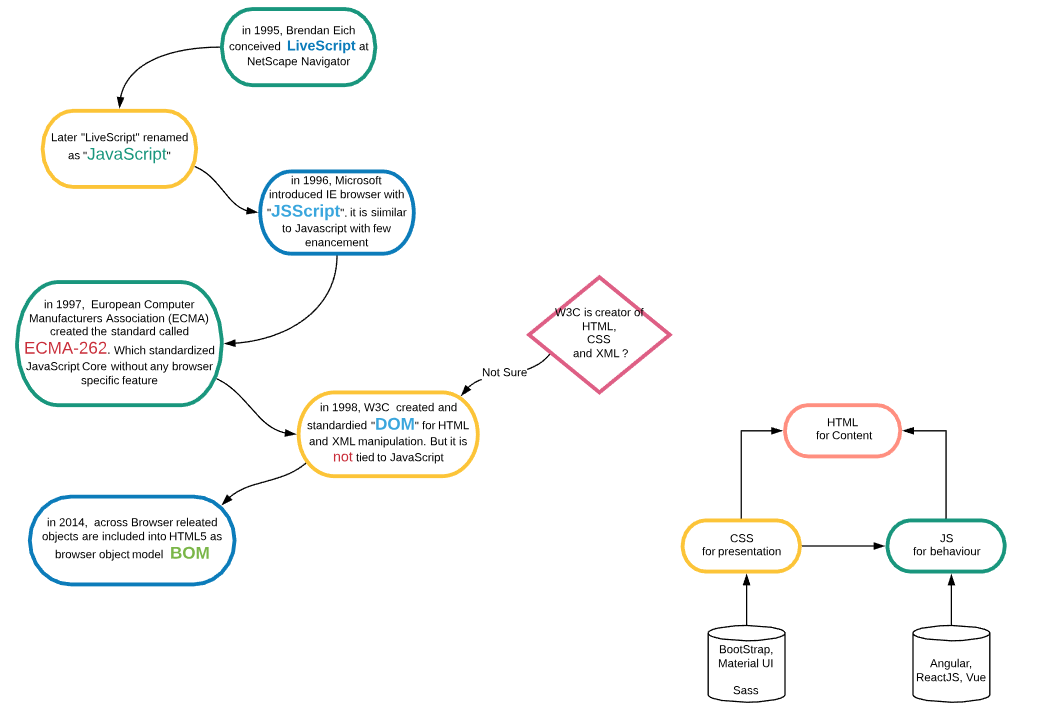 in 1995, Brendan Eich
conceived LiveScript at
NetScape Navigator
Later "LiveScript" renamed
as "JavaScript"
in 1996, Microsoft
introduced IE browser with
"JSScript", it is siimilar
to Javascript with few
enancement
in 1997, European Computer
Manufacturers Association (ECMA)
created the standard called
ECMA-262. Which standardized
JavaScript Core without any browser
specific feature
W3C is creator of
HTML,
CSS
and XML ?
Not Sure
in 1998, W3C created and
standardied "DOM" for HTML
and XML manipulation. But it is
not tied to JavaScript
in 2014, across Browser releated
objects are included into HTML5 as
browser object model BOM
HTML
for Content
CSS
for presentation
JS
for behaviour
BootStrap,
Material UI
Sass
Angular,
ReactJS, Vue